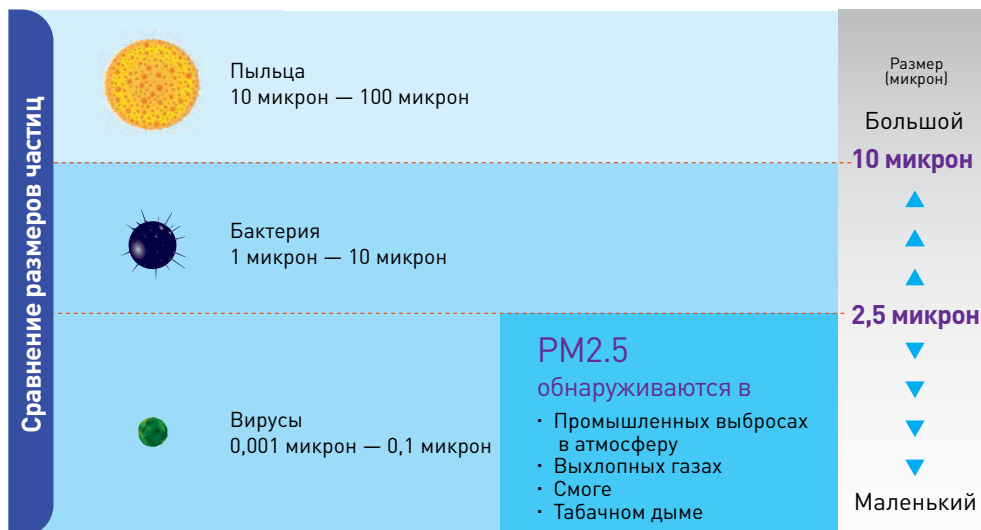 Сравнение размеров частиц
Пыльца
10 микрон — 100 микрон
Бактерия
1 микрон — 10 микрон
Вирусы
0,001 микрон — 0,1 микрон
PM2.5
обнаруживаются в
· Промышленных выбросах
в атмосферу
· Выхлопных газах
· Смоге
· Табачном дыме
Размер
(микрон)
Большой
10 микрон
2,5 микрон
Маленький